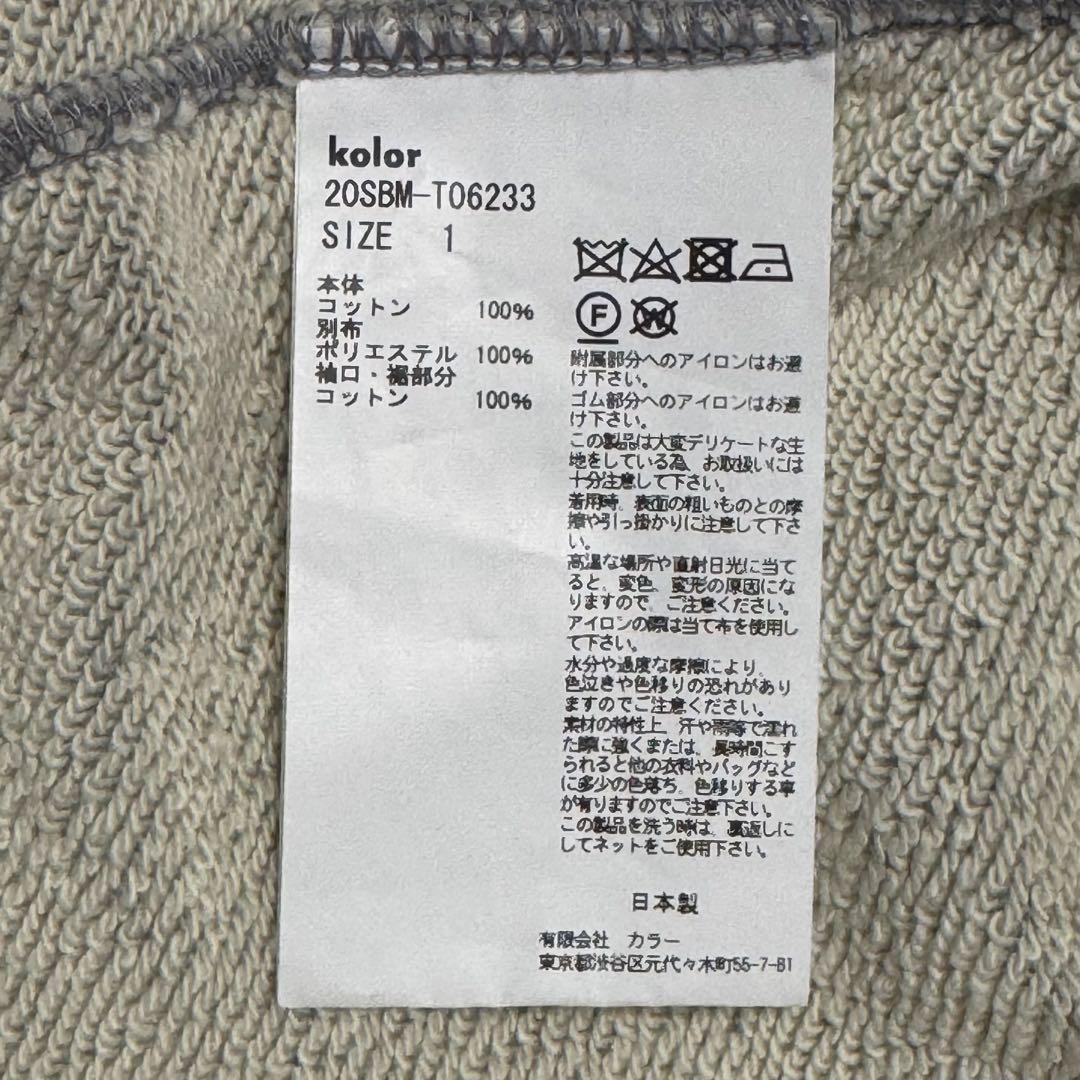 kolor
20SBM-T06233
SIZE 1
本体
コットン 100%
別布
ポリエステル 100%
袖口・裾部分
コットン 100%
F
W
附属部分へのアイロンはお避
け下さい。
ゴム部分へのアイロンはお避
け下さい。
この製品は大変デリケートな生
地をしている為、お取扱いには
十分注意して下さい。
着用時、表面の粗いものとの摩
擦や引っ掛かりに注意して下さ
い。
高温な場所や直射日光に当て
ると、変色、変形の原因にな
りますので、ご注意ください。
アイロンの際は当て布を使用し
て下さい。
水分や過度な摩擦により、
色泣きや色移りの恐れがあり
ますのでご注意ください。
素材の特性上、汗や雨等で濡れ
た際に強くまたは、長時間こす
られると他の衣料やバッグなど
に多少の色落ち、色移りする事
が有りますのでご注意下さい。
この製品を洗う時は、裏返しに
してネットをご使用下さい。
日本製
有限会社 カラー
東京都渋谷区元代々木町55-7-B1